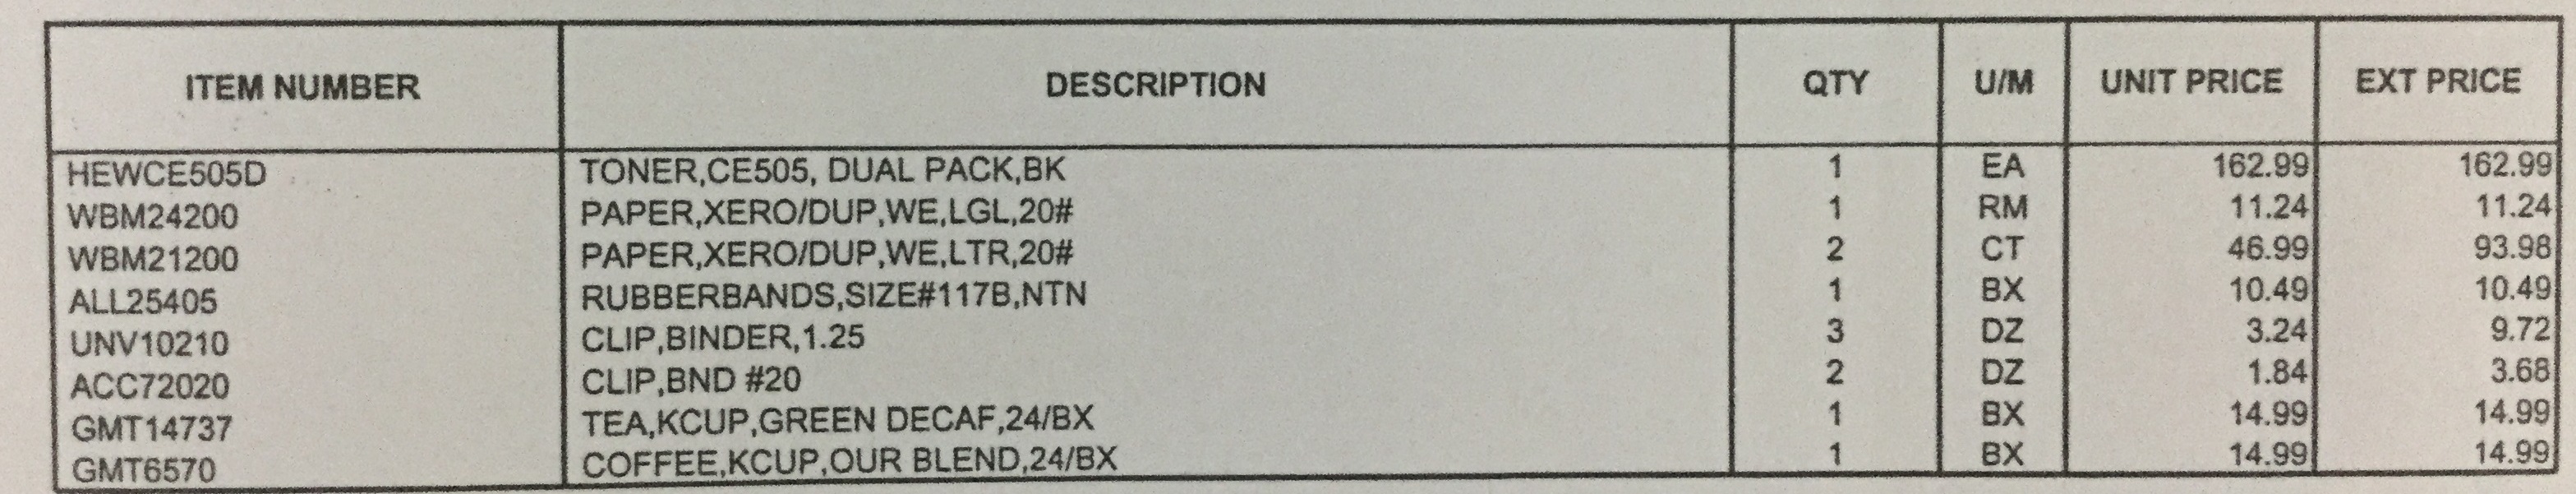 ITEM NUMBER DESCRIPTION QTY U/M UNIT PRICE EXT PRICE
HEWCE505D TONER,CE505, DUAL PACK,BK 1 EA 162.99 162.99
WBM24200 PAPER,XERO/DUP,WE,LGL,20# 1 RM 11.24 11.24
WBM21200 PAPER,XERO/DUP,WE,LTR,20# 2 CT 46.99 93.98
ALL25405 RUBBERBANDS,SIZE#117B,NTN 1 BX 10.49 10.49
UNV10210 CLIP,BINDER,1.25 3 DZ 3.24 9.72
ACC72020 CLIP,BND #20 2 DZ 1.84 3.68
GMT14737 TEA,KCUP,GREEN DECAF,24/BX 1 BX 14.99 14.99
GMT6570 COFFEE,KCUP,OUR BLEND,24/BX 1 BX 14.99 14.99